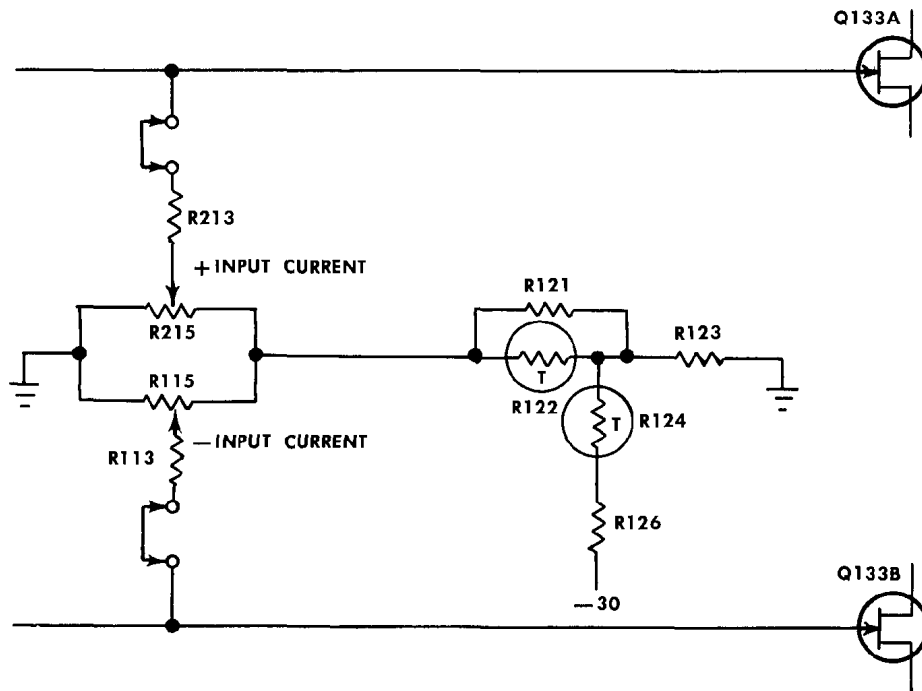 Q133A
R213
+ INPUT CURRENT
R215
R121
R123
R115
T
R122
T
R124
— INPUT CURRENT
R113
R126
—30
Q133B